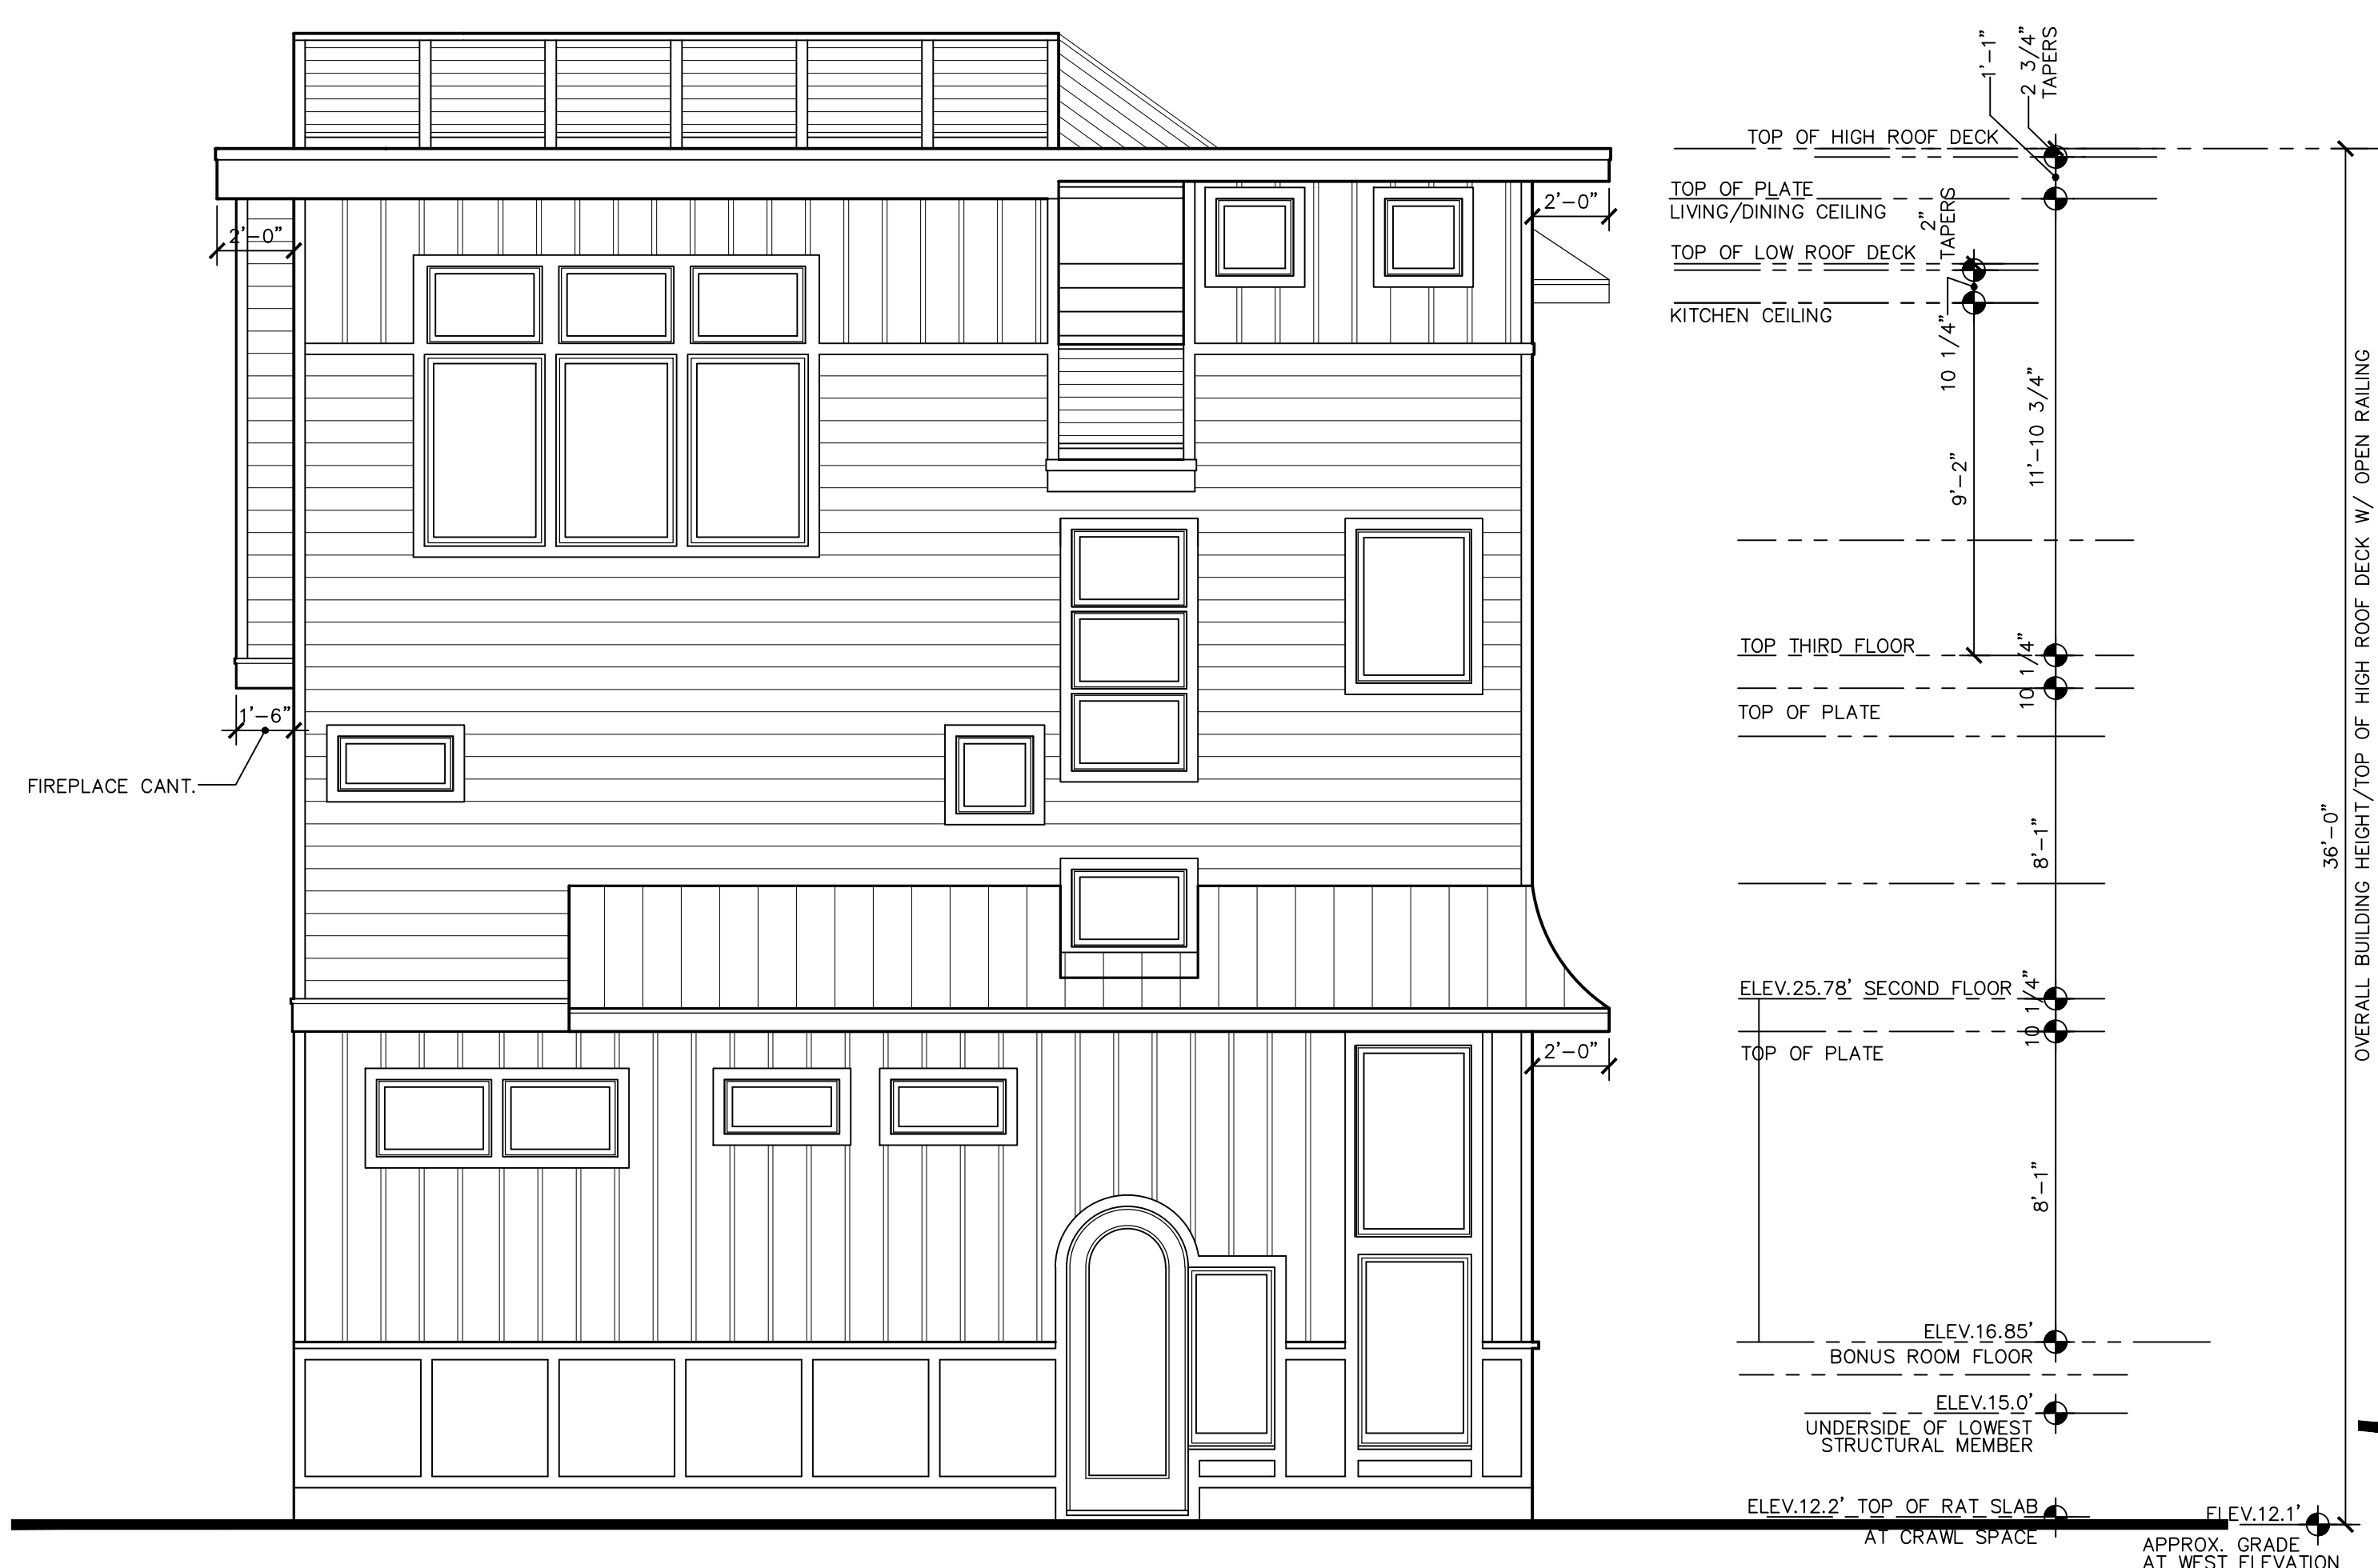 1'-1"
2 3/4"
TAPERS
TOP OF HIGH ROOF DECK
TOP OF PLATE
LIVING/DINING CEILING
2'-0"
2'-0"
2"
TAPERS
TOP OF LOW ROOF DECK
KITCHEN CEILING
10 1/4"
11'-10 3/4"
9'-2"
OVERALL BUILDING HEIGHT/TOP OF HIGH ROOF DECK W/ OPEN RAILING
36'-0"
TOP THIRD FLOOR
10 1/4"
TOP OF PLATE
1'-6"
FIREPLACE CANT.
8'-1"
ELEV.25.78' SECOND FLOOR
10 1/4"
TOP OF PLATE
2'-0"
8'-1"
ELEV.16.85'
BONUS ROOM FLOOR
ELEV.15.0'
UNDERSIDE OF LOWEST
STRUCTURAL MEMBER
ELEV.12.2' TOP OF RAT SLAB
AT CRAWL SPACE
ELEV.12.1'
APPROX. GRADE
AT WEST ELEVATION